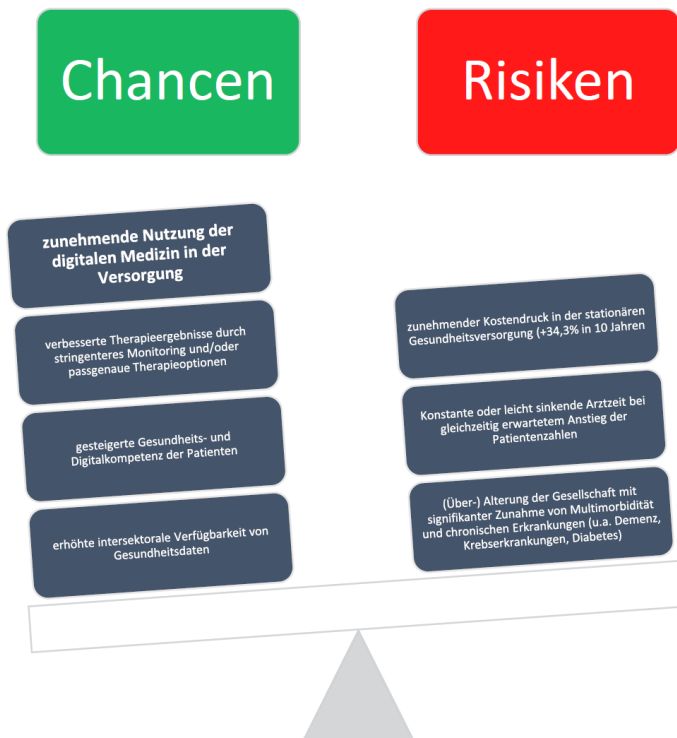 Chancen
Risiken
zunehmende Nutzung der
digitalen Medizin in der
Versorgung
verbesserte Therapieergebnisse durch
stringenteres Monitoring und/oder
passgenaue Therapieoptionen
gesteigerte Gesundheits- und
Digitalkompetenz der Patienten
erhöhte intersektorale Verfügbarkeit von
Gesundheitsdaten
zunehmender Kostendruck in der stationären
Gesundheitsversorgung (+34,3% in 10 Jahren
Konstante oder leicht sinkende Arztzeit bei
gleichzeitig erwartetem Anstieg der
Patientenzahlen
(Über-) Alterung der Gesellschaft mit
signifikanter Zunahme von Multimorbidität
und chronischen Erkrankungen (u.a. Demenz,
Krebserkrankungen, Diabetes)